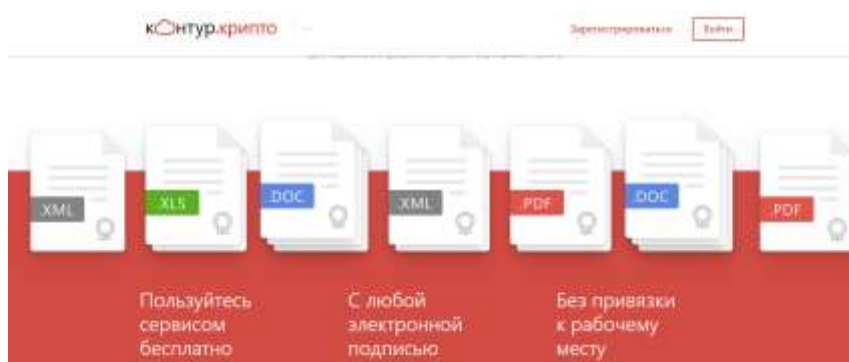 контур.крипто
Зарегистрироваться
Войти
XML
XLS
DOC
XML
PDF
DOC
PDF
Пользуйтесь
сервисом
бесплатно
С любой
электронной
подписью
Без привязки
к рабочему
месту